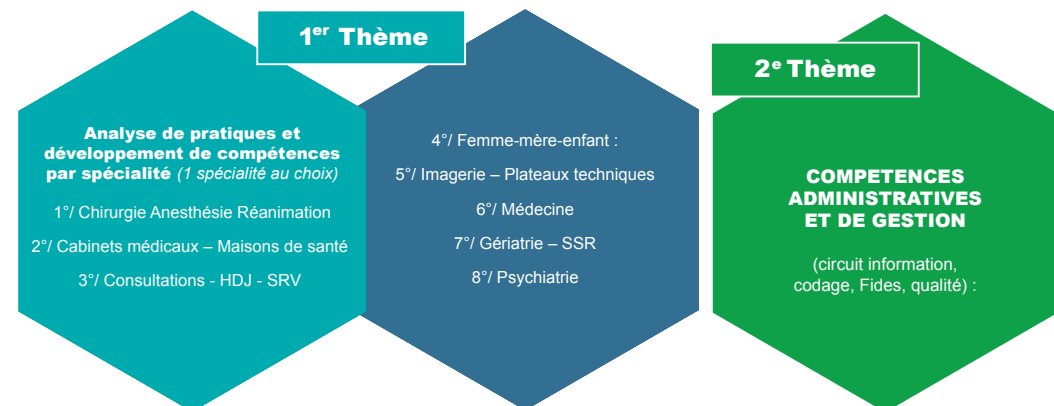 1er Thème
Analyse de pratiques et
développement de compétences
par spécialité (1 spécialité au choix)
1°/ Chirurgie Anesthésie Réanimation
2°/ Cabinets médicaux – Maisons de santé
3°/ Consultations - HDJ - SRV
4°/ Femme-mère-enfant :
5°/ Imagerie – Plateaux techniques
6°/ Médecine
7°/ Gériatrie – SSR
8°/ Psychiatrie
2e Thème
COMPETENCES
ADMINISTRATIVES
ET DE GESTION
(circuit information,
codage, Fides, qualité) :